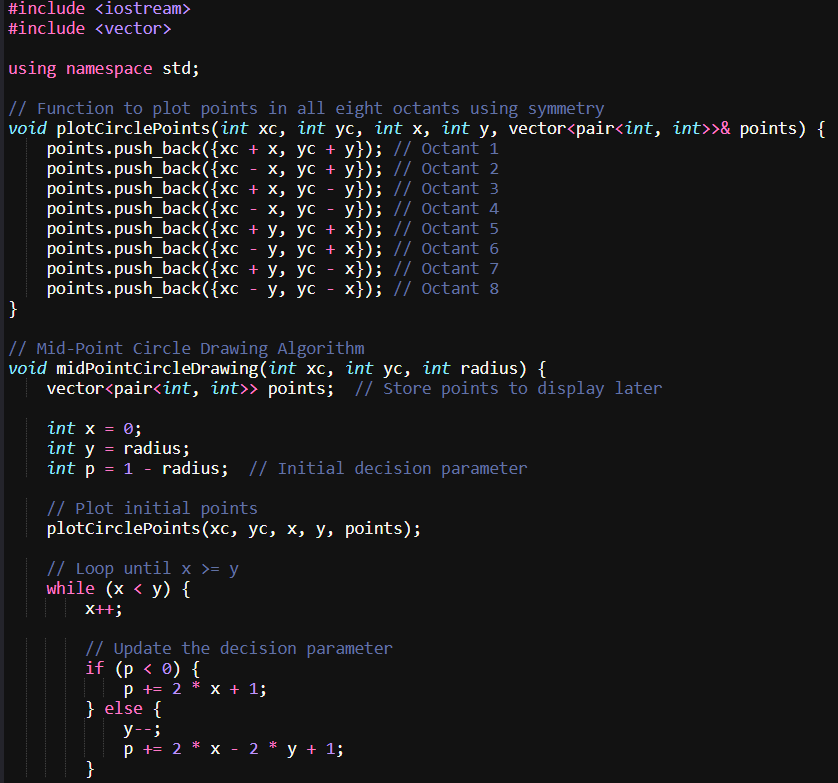 #include <iostream>
#include <vector>

using namespace std;

// Function to plot points in all eight octants using symmetry
void plotCirclePoints(int xc, int yc, int x, int y, vector<pair<int, int>>& points) {
    points.push_back({xc + x, yc + y}); // Octant 1
    points.push_back({xc - x, yc + y}); // Octant 2
    points.push_back({xc + x, yc - y}); // Octant 3
    points.push_back({xc - x, yc - y}); // Octant 4
    points.push_back({xc + y, yc + x}); // Octant 5
    points.push_back({xc - y, yc + x}); // Octant 6
    points.push_back({xc + y, yc - x}); // Octant 7
    points.push_back({xc - y, yc - x}); // Octant 8
}

// Mid-Point Circle Drawing Algorithm
void midPointCircleDrawing(int xc, int yc, int radius) {
    vector<pair<int, int>> points;  // Store points to display later

    int x = 0;
    int y = radius;
    int p = 1 - radius;  // Initial decision parameter

    // Plot initial points
    plotCirclePoints(xc, yc, x, y, points);

    // Loop until x >= y
    while (x < y) {
        x++;

        // Update the decision parameter
        if (p < 0) {
            p += 2 * x + 1;
        } else {
            y--;
            p += 2 * x - 2 * y + 1;
        }